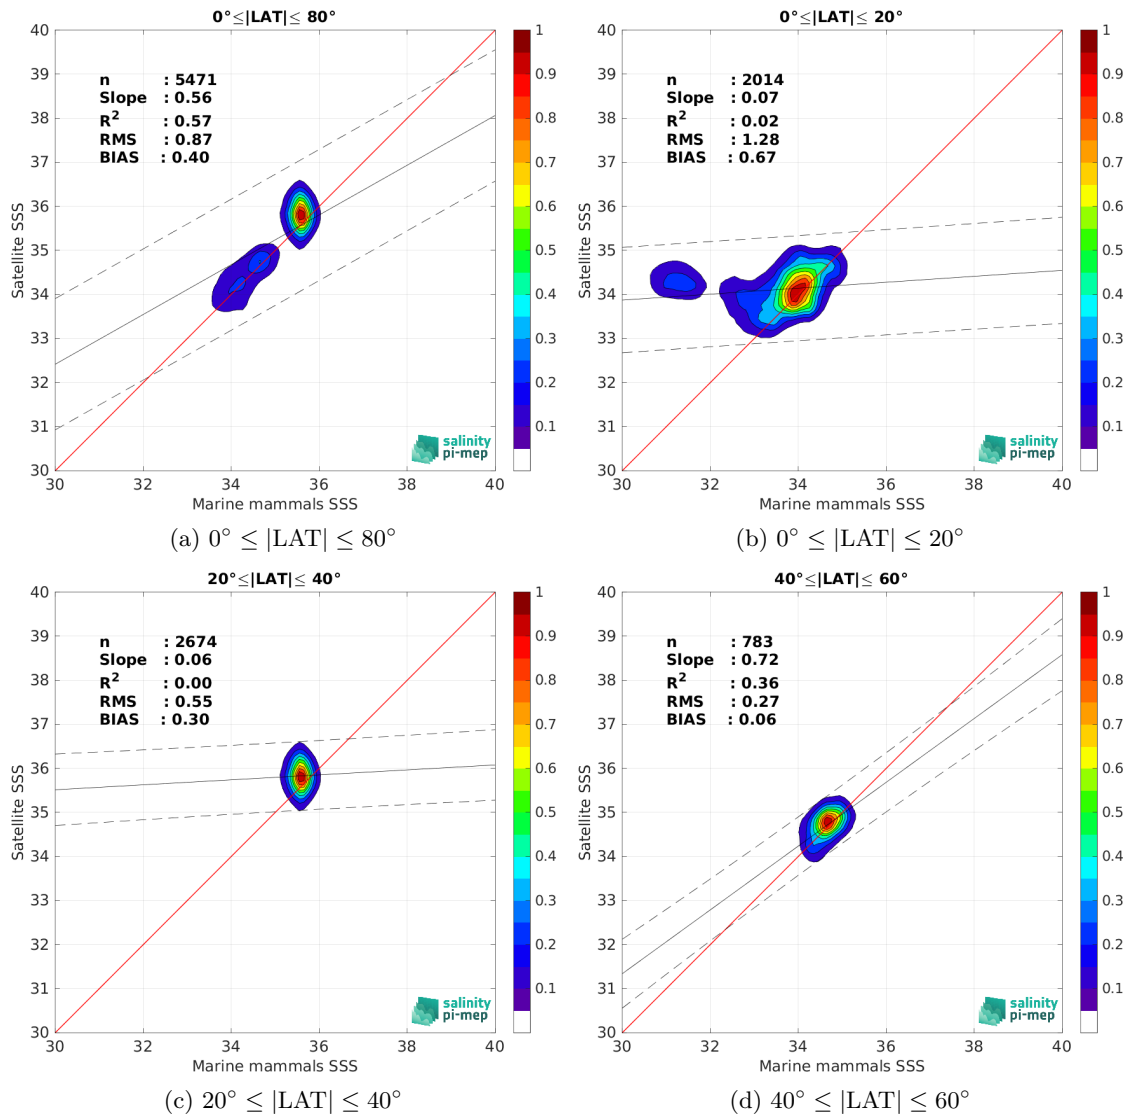 0°≤|LAT|≤ 80°
40
39
38
37
36
35
34
33
32
31
30
Satellite SSS
n : 5471
Slope : 0.56
R2 : 0.57
RMS : 0.87
BIAS : 0.40
salinity
pi-mep
30 32 34 36 38 40
Marine mammals SSS
1
0.9
0.8
0.7
0.6
0.5
0.4
0.3
0.2
0.1
(a) 0° ≤ |LAT| ≤ 80°
0°≤|LAT|≤ 20°
40
39
38
37
36
35
34
33
32
31
30
Satellite SSS
n : 2014
Slope : 0.07
R2 : 0.02
RMS : 1.28
BIAS : 0.67
salinity
pi-mep
30 32 34 36 38 40
Marine mammals SSS
1
0.9
0.8
0.7
0.6
0.5
0.4
0.3
0.2
0.1
(b) 0° ≤ |LAT| ≤ 20°
20°≤|LAT|≤ 40°
40
39
38
37
36
35
34
33
32
31
30
Satellite SSS
n : 2674
Slope : 0.06
R2 : 0.00
RMS : 0.55
BIAS : 0.30
salinity
pi-mep
30 32 34 36 38 40
Marine mammals SSS
1
0.9
0.8
0.7
0.6
0.5
0.4
0.3
0.2
0.1
(c) 20° ≤ |LAT| ≤ 40°
40°≤|LAT|≤ 60°
40
39
38
37
36
35
34
33
32
31
30
Satellite SSS
n : 783
Slope : 0.72
R2 : 0.36
RMS : 0.27
BIAS : 0.06
salinity
pi-mep
30 32 34 36 38 40
Marine mammals SSS
1
0.9
0.8
0.7
0.6
0.5
0.4
0.3
0.2
0.1
(d) 40° ≤ |LAT| ≤ 60°